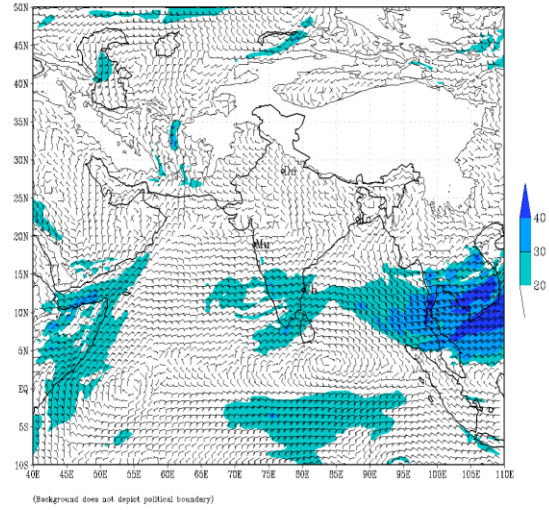 50N
45N
40N
35N
30N
25N
20N
15N
10N
5N
EQ
5S
10S
40E 45E 50E 55E 60E 65E 70E 75E 80E 85E 90E 95E 100E 105E 110E
40
30
20
(Background does not depict political boundary)